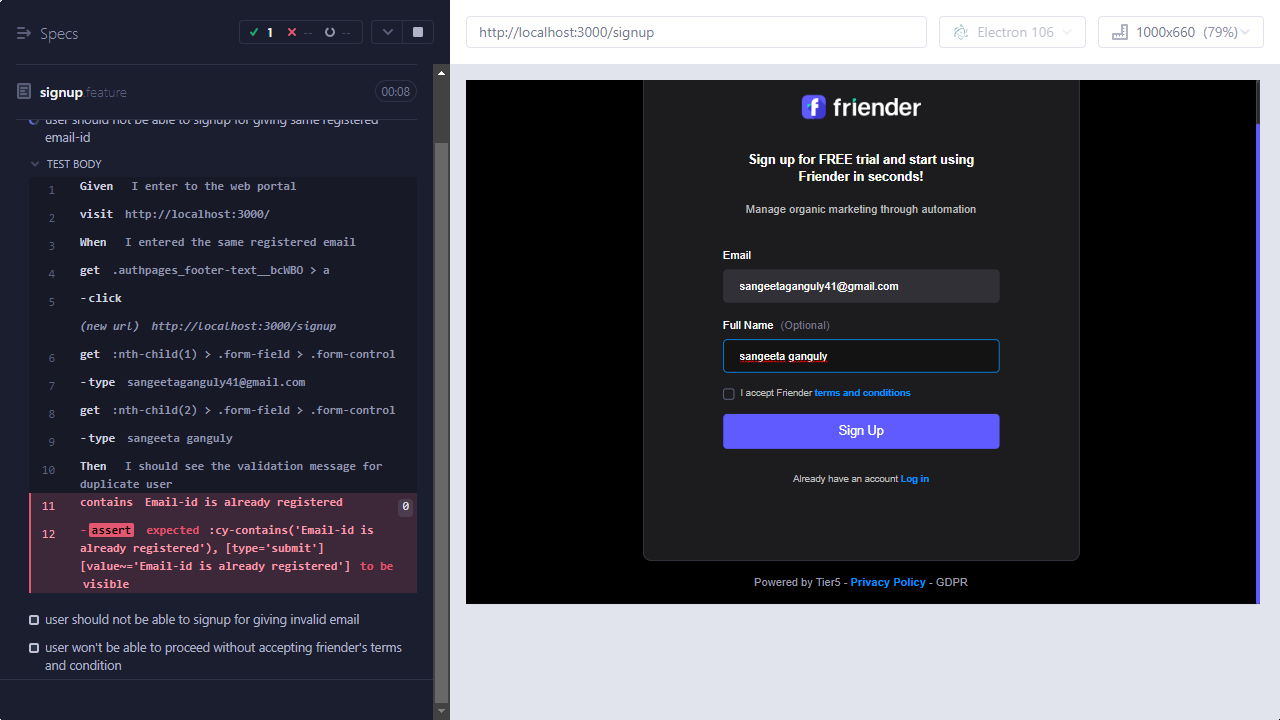 Specs
1
--
--
signup.feature
00:08
user should not be able to signup for giving same registered
email-id
TEST BODY
1 Given I enter to the web portal
2 visit http://localhost:3000/
3 When I entered the same registered email
4 get .authpages_footer-text__bcWBO > a
5 -click
(new url) http://localhost:3000/signup
6 get :nth-child(1) > .form-field > .form-control
7 -type sangeetaganguly41@gmail.com
8 get :nth-child(2) > .form-field > .form-control
9 -type sangeeta ganguly
10 Then I should see the validation message for
duplicate user
11 contains Email-id is already registered 0
12 -assert expected :cy-contains('Email-id is
already registered'), [type='submit']
[value~='Email-id is already registered'] to be
visible
user should not be able to signup for giving invalid email
user won't be able to proceed without accepting friender's terms
and condition
http://localhost:3000/signup
Electron 106
1000x660 (79%)
friender
Sign up for FREE trial and start using
Friender in seconds!
Manage organic marketing through automation
Email
sangeetaganguly41@gmail.com
Full Name (Optional)
sangeeta ganguly
I accept Friender terms and conditions
Sign Up
Already have an account Log in
Powered by Tier5 - Privacy Policy - GDPR